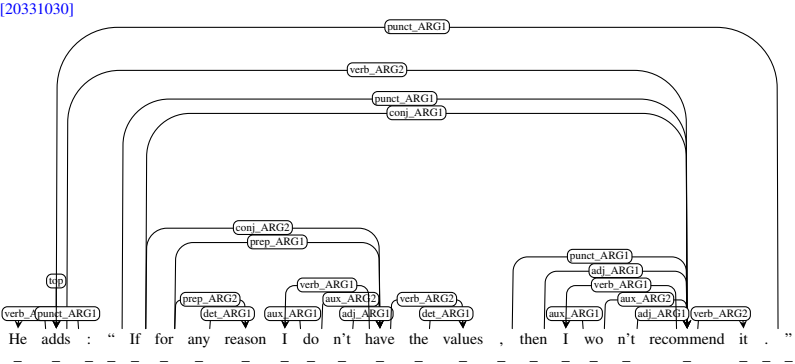 [20331030]
punct_ARG1
verb_ARG2
punct_ARG1
conj_ARG1
conj_ARG2
prep_ARG1
punct_ARG1
adj_ARG1
top
verb_ARG1 verb_ARG1
prep_ARG2 aux_ARG2 verb_ARG2 aux_ARG2
punct_ARG1 det_ARG1 aux_ARG1 adj_ARG1 det_ARG1 aux_ARG1 adj_ARG1 verb_ARG2
He adds : “ If for any reason I do n't have the values , then I wo n't recommend it . ”